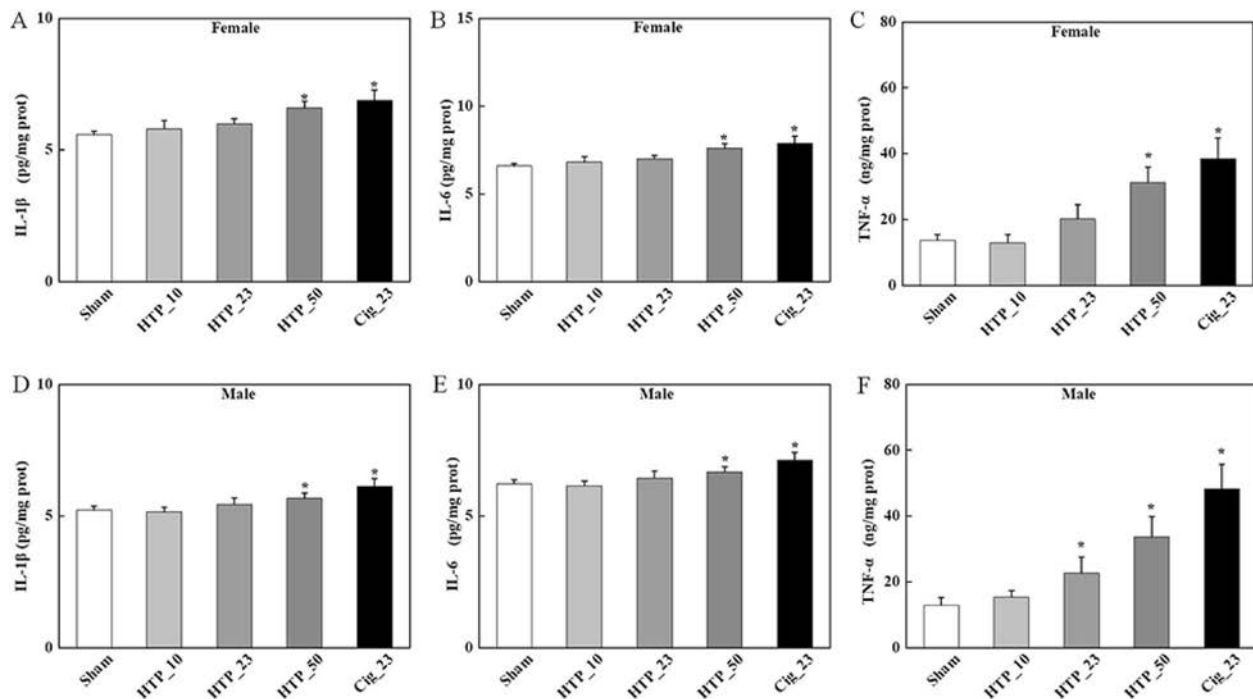 A
10
Female
*
*
5
0
IL-1β (pg/mg prot)
Sham
HTP_10
HTP_23
HTP_50
Cig_23
B
15
Female
*
*
10
5
0
IL-6 (pg/mg prot)
Sham
HTP_10
HTP_23
HTP_50
Cig_23
C
80
Female
60
*
*
40
20
0
TNF-α (ng/mg prot)
Sham
HTP_10
HTP_23
HTP_50
Cig_23
D
10
Male
*
*
5
0
IL-1β (pg/mg prot)
Sham
HTP_10
HTP_23
HTP_50
Cig_23
E
10
Male
*
*
5
0
IL-6 (pg/mg prot)
Sham
HTP_10
HTP_23
HTP_50
Cig_23
F
80
Male
60
*
*
*
40
20
0
TNF-α (ng/mg prot)
Sham
HTP_10
HTP_23
HTP_50
Cig_23